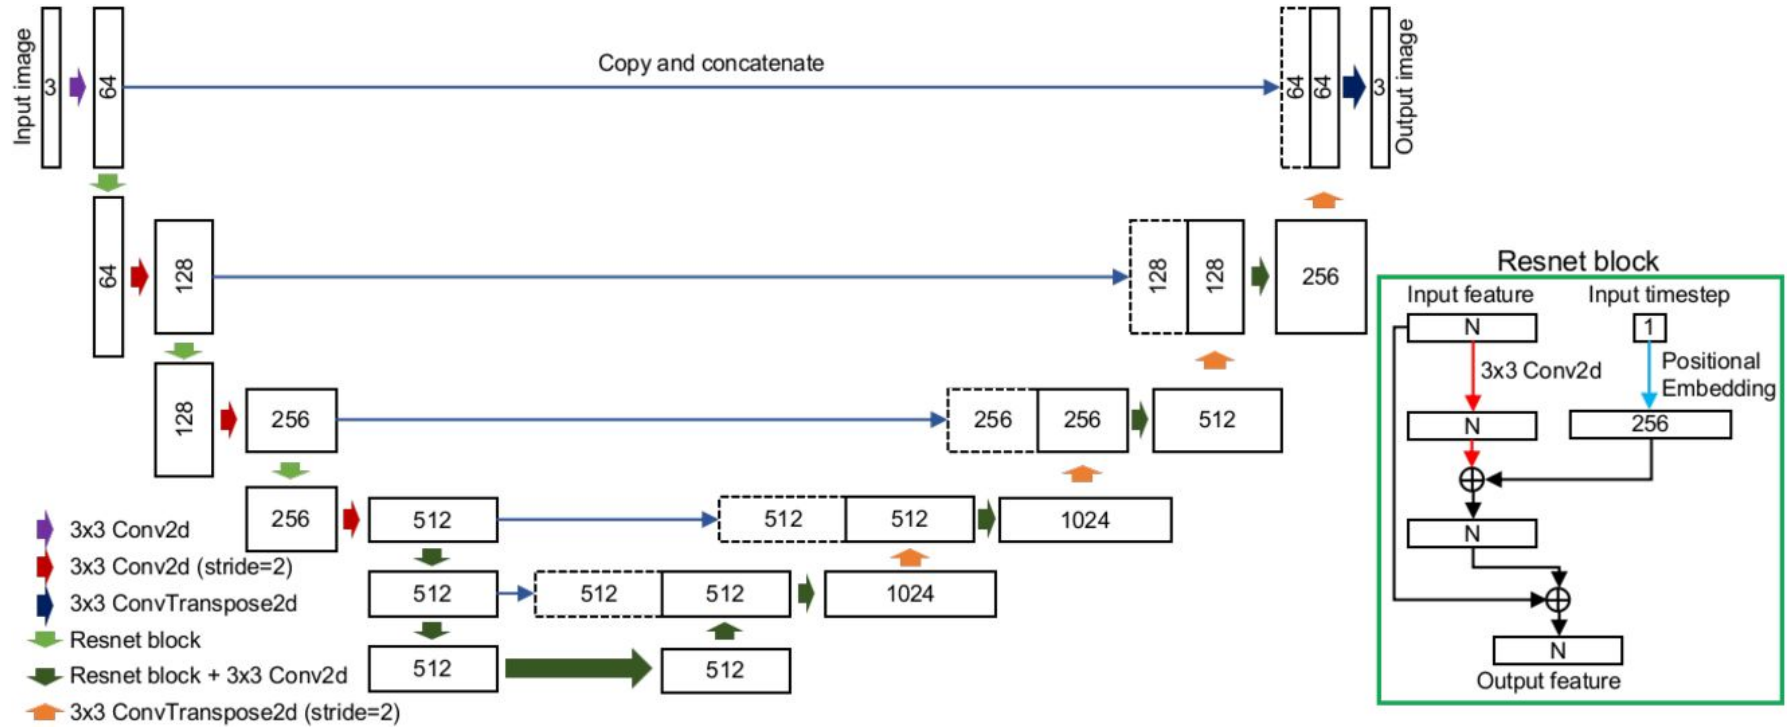 Input image
3
64
Copy and concatenate
64
64
3
Output image
64
128
128
128
256
128
256
256
256
512
256
512
512
512
1024
512
512
512
1024
512
512
3x3 Conv2d
3x3 Conv2d (stride=2)
3x3 ConvTranspose2d
Resnet block
Resnet block + 3x3 Conv2d
3x3 ConvTranspose2d (stride=2)
Resnet block
Input feature
Input timestep
N
1
3x3 Conv2d
Positional
Embedding
N
256
N
N
Output feature